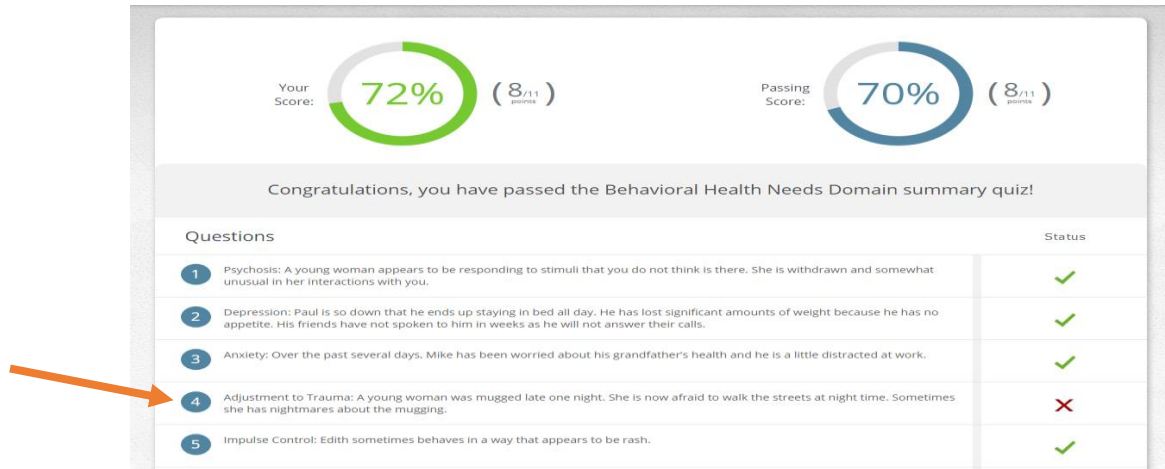 Your
Score:
72%
(8/11
points)
Passing
Score:
70%
(8/11
points)
Congratulations, you have passed the Behavioral Health Needs Domain summary quiz!
Questions
Status
1
Psychosis: A young woman appears to be responding to stimuli that you do not think is there. She is withdrawn and somewhat
unusual in her interactions with you.
2
Depression: Paul is so down that he ends up staying in bed all day. He has lost significant amounts of weight because he has no
appetite. His friends have not spoken to him in weeks as he will not answer their calls.
3
Anxiety: Over the past several days, Mike has been worried about his grandfather's health and he is a little distracted at work.
4
Adjustment to Trauma: A young woman was mugged late one night. She is now afraid to walk the streets at night time. Sometimes
she has nightmares about the mugging.
5
Impulse Control: Edith sometimes behaves in a way that appears to be rash.